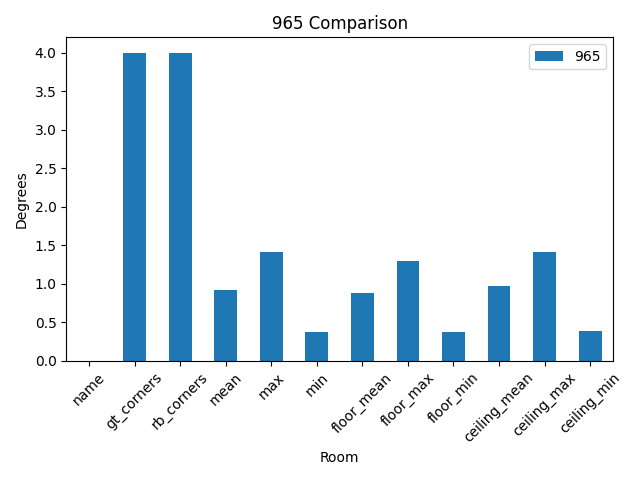 965 Comparison
965
Degrees
4.0
3.5
3.0
2.5
2.0
1.5
1.0
0.5
0.0
name
gt_corners
rb_corners
mean
max
min
floor_mean
floor_max
floor_min
ceiling_mean
ceiling_max
ceiling_min
Room